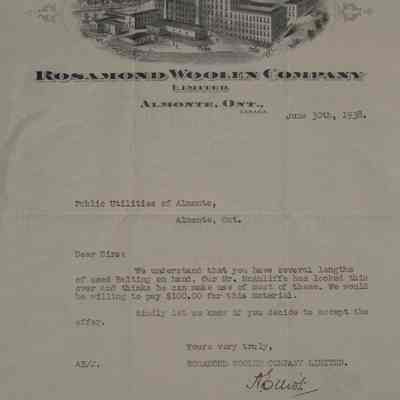 ROSAMOND WOOLEN COMPANY
LIMITED
ALMONTE, ONT.,
CANADA
June 30th, 1938.
Public Utilities of Almonte,
Almonte, Ont.
Dear Sirs:
We understand that you have several lengths
of used Belting on hand. Our Mr. McAuliffe has looked this
over and thinks he can make use of most of these. We would
be willing to pay $100.00 for this material.
Kindly let us know if you decide to accept the
offer.
Yours very truly,
AE/J. ROSAMOND WOOLEN COMPANY LIMITED.
A Elliott